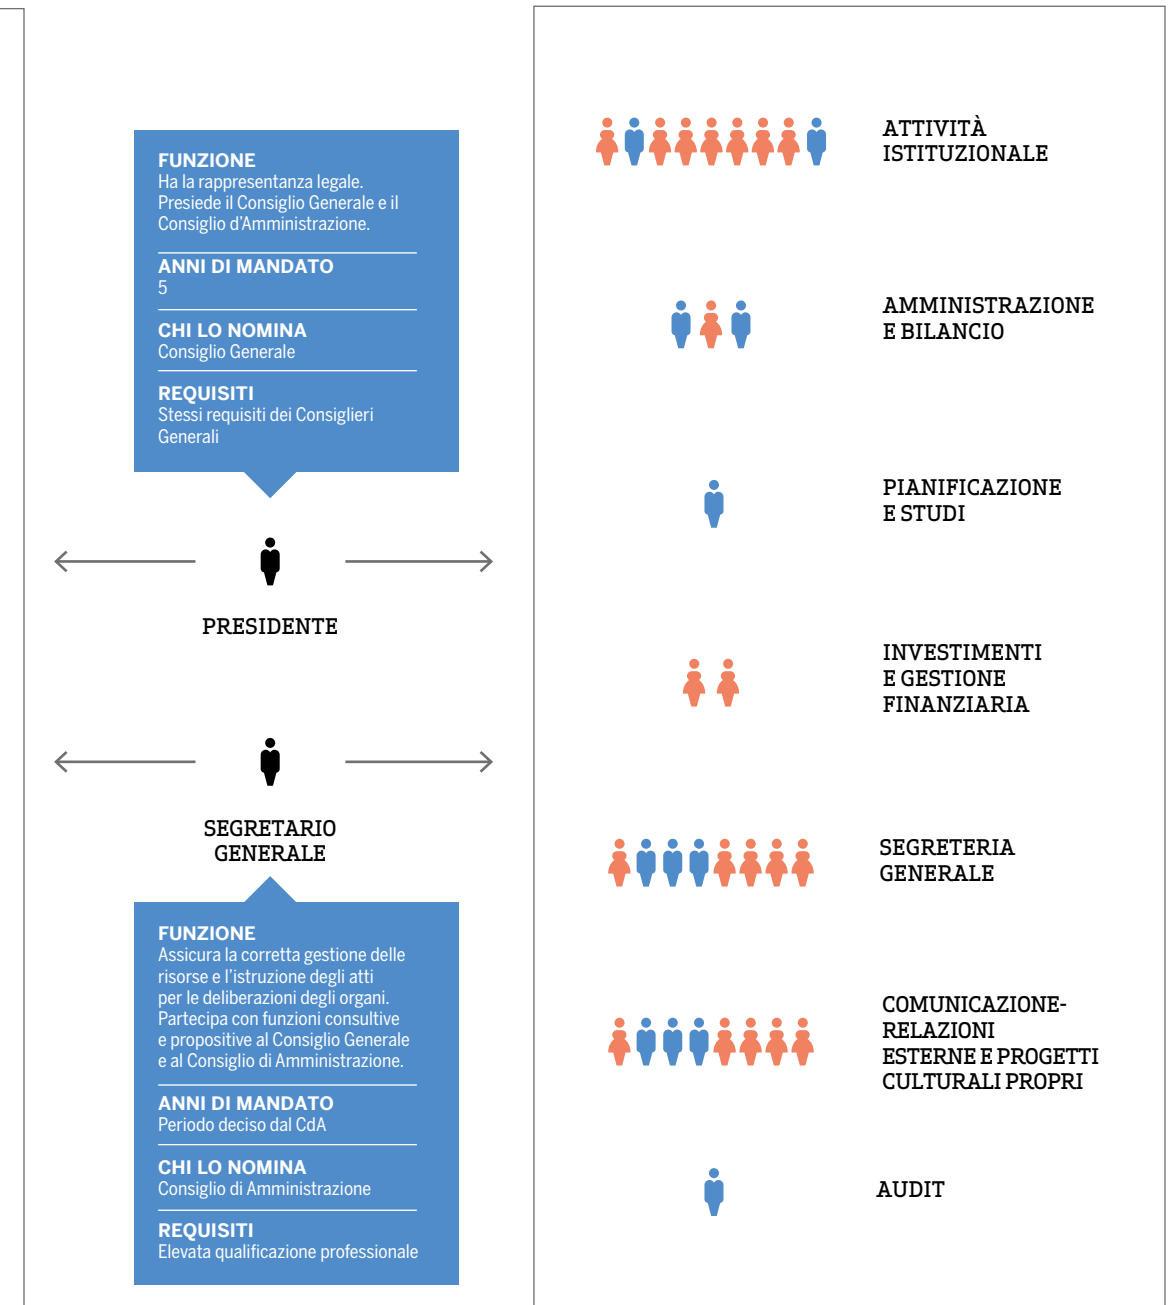 FUNZIONE
Ha la rappresentanza legale.
Presiede il Consiglio Generale e il
Consiglio d'Amministrazione.
ANNI DI MANDATO
5
CHI LO NOMINA
Consiglio Generale
REQUISITI
Stessi requisiti dei Consiglieri
Generali
PRESIDENTE
SEGRETARIO
GENERALE
FUNZIONE
Assicura la corretta gestione delle
risorse e l'istruzione degli atti
per le deliberazioni degli organi.
Partecipa con funzioni consultive
e propositive al Consiglio Generale
e al Consiglio di Amministrazione.
ANNI DI MANDATO
Periodo deciso dal CdA
CHI LO NOMINA
Consiglio di Amministrazione
REQUISITI
Elevata qualificazione professionale
ATTIVITÀ
ISTITUZIONALE
AMMINISTRAZIONE
E BILANCIO
PIANIFICAZIONE
E STUDI
INVESTIMENTI
E GESTIONE
FINANZIARIA
SEGRETERIA
GENERALE
COMUNICAZIONE-
RELAZIONI
ESTERNE E PROGETTI
CULTURALI PROPRI
AUDIT